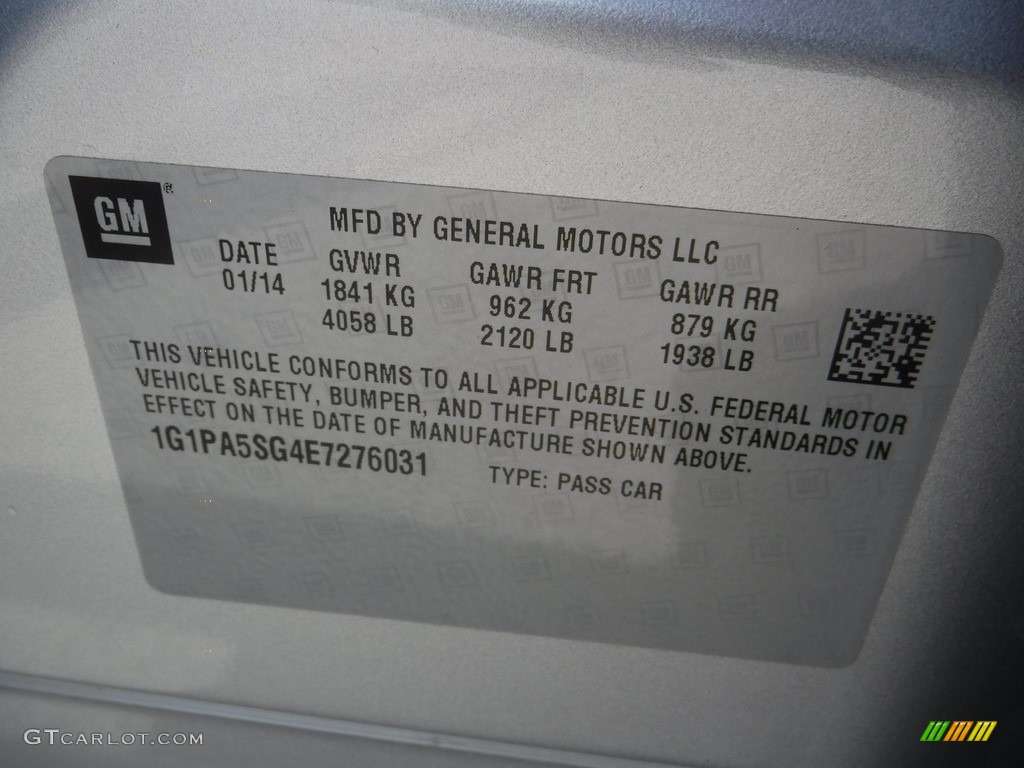 GM®
MFD BY GENERAL MOTORS LLC
DATE GVWR GAWR FRT GAWR RR
01/14 1841 KG 962 KG 879 KG
4058 LB 2120 LB 1938 LB
THIS VEHICLE CONFORMS TO ALL APPLICABLE U.S. FEDERAL MOTOR
VEHICLE SAFETY, BUMPER, AND THEFT PREVENTION STANDARDS IN
EFFECT ON THE DATE OF MANUFACTURE SHOWN ABOVE.
1G1PA5SG4E7276031 TYPE: PASS CAR
GTCARLOT.COM